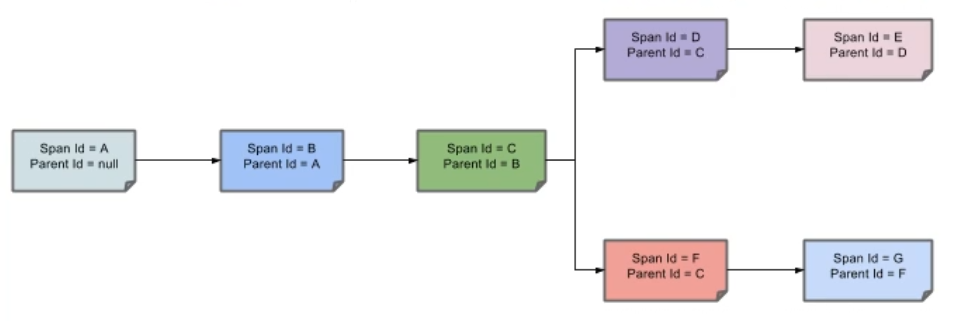 Span Id = A
Parent Id = null
Span Id = B
Parent Id = A
Span Id = C
Parent Id = B
Span Id = D
Parent Id = C
Span Id = E
Parent Id = D
Span Id = F
Parent Id = C
Span Id = G
Parent Id = F